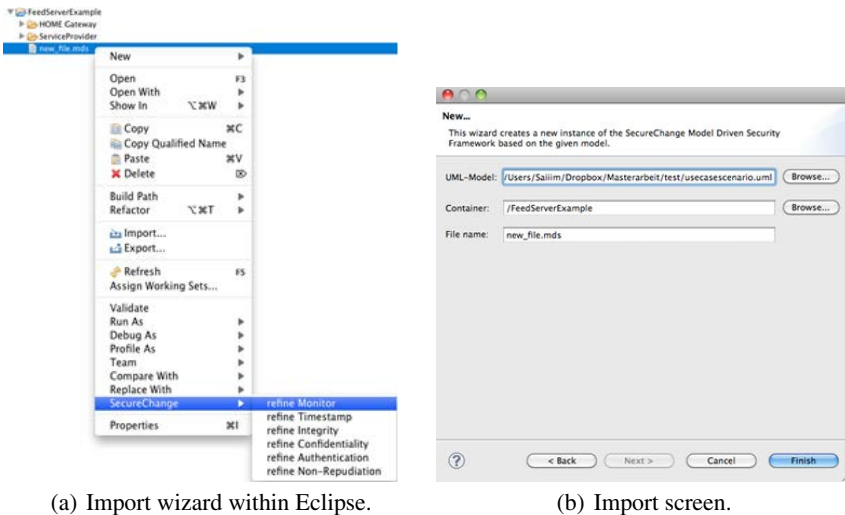 FeedServerExample
HOME Gateway
ServiceProvider
new_file.mds
New
Open F3
Open With
Show In ⌥⌘W
Copy ⌘C
Copy Qualified Name
Paste ⌘V
Delete ⌦
Build Path
Refactor ⌥⌘T
Import...
Export...
Refresh F5
Assign Working Sets...
Validate
Run As
Debug As
Profile As
Team
Compare With
Replace With
SecureChange
Properties ⌘I
refine Monitor
refine Timestamp
refine Integrity
refine Confidentiality
refine Authentication
refine Non-Repudiation
(a) Import wizard within Eclipse.
New...
This wizard creates a new instance of the SecureChange Model Driven Security
Framework based on the given model.
UML-Model: /Users/Saiiim/Dropbox/Masterarbeit/test/usecasescenario.uml Browse...
Container: /FeedServerExample Browse...
File name: new_file.mds
? < Back Next > Cancel Finish
(b) Import screen.